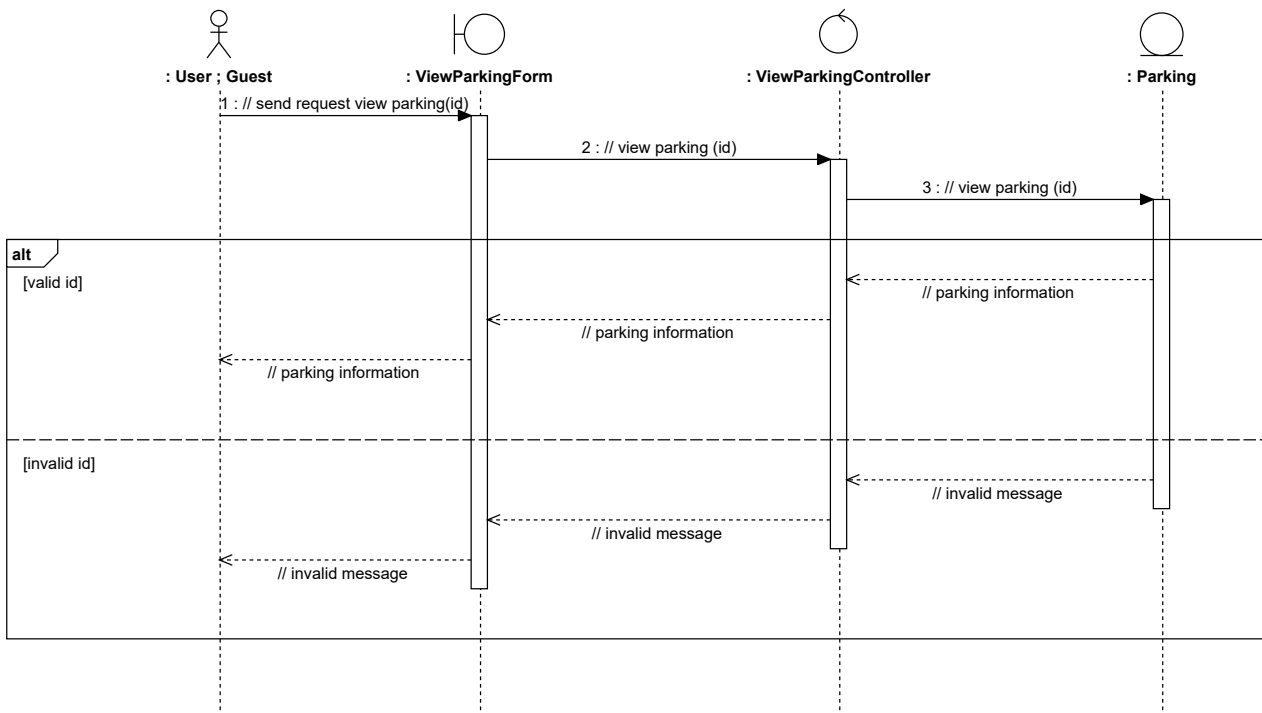 : User ; Guest
: ViewParkingForm
: ViewParkingController
: Parking
1 : // send request view parking(id)
2 : // view parking (id)
3 : // view parking (id)
alt
[valid id]
// parking information
// parking information
// parking information
[invalid id]
// invalid message
// invalid message
// invalid message